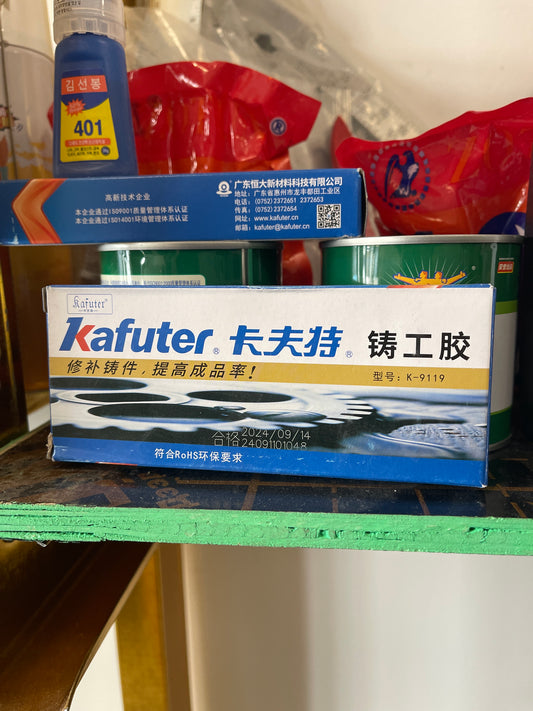 김선봉
401
高新技术企业
本企业通过ISO9001质量管理体系认证
本企业通过ISO14001环境管理体系认证
广东恒大新材料科技有限公司
地址：广东省惠州市龙丰都田工业区
电话：(0752) 2372651 2372653
传真：(0752) 2372654
网址：www.kafuter.cn
邮箱：kafuter@kafuter.cn
Kafuter®
Kafuter® 卡夫特® 铸工胶
修补铸件，提高成品率！
型号：K-9119
合格 2024/09/14
24091101048
符合RoHS环保要求